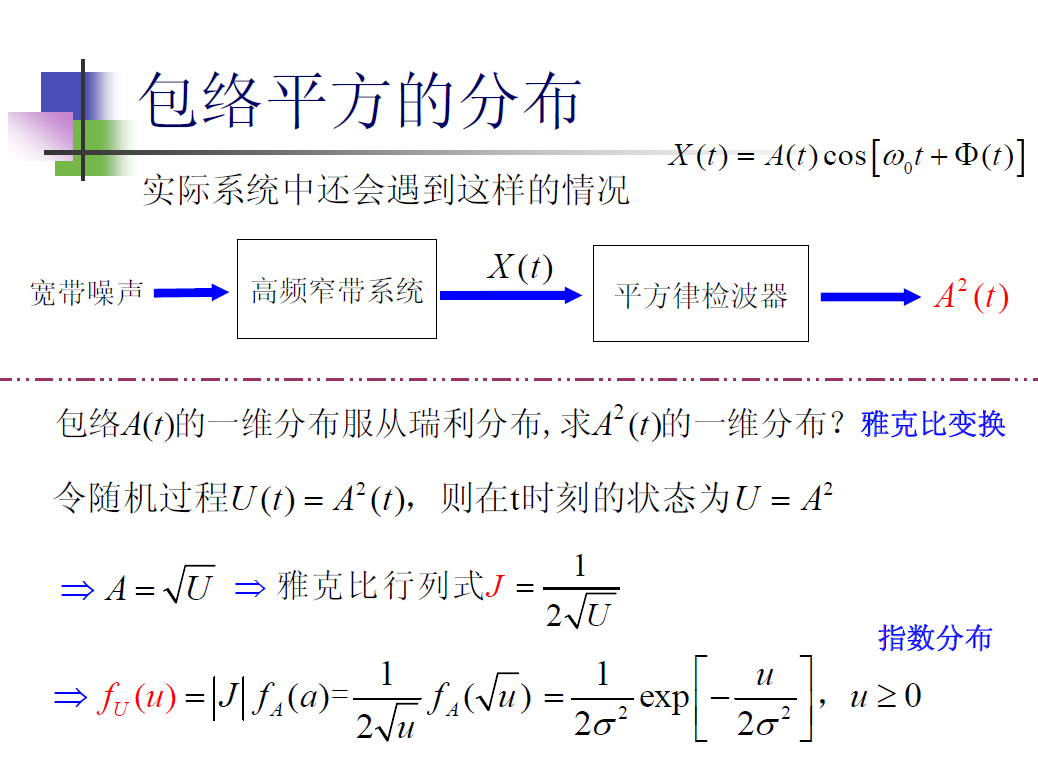 包络平方的分布
X(t) = A(t)cos[ω₀t + Φ(t)]
实际系统中还会遇到这样的情况
宽带噪声 高频窄带系统 X(t) 平方律检波器 A²(t)
包络A(t)的一维分布服从瑞利分布,求A²(t)的一维分布? 雅克比变换
令随机过程U(t) = A²(t),则在t时刻的状态为U = A²
⇒ A = √U ⇒ 雅克比行列式J = 1/(2√U)
指数分布
⇒ f_U(u) = |J| f_A(a) = 1/(2√u) f_A(√u) = 1/(2σ²) exp[−u/(2σ²)], u ≥ 0